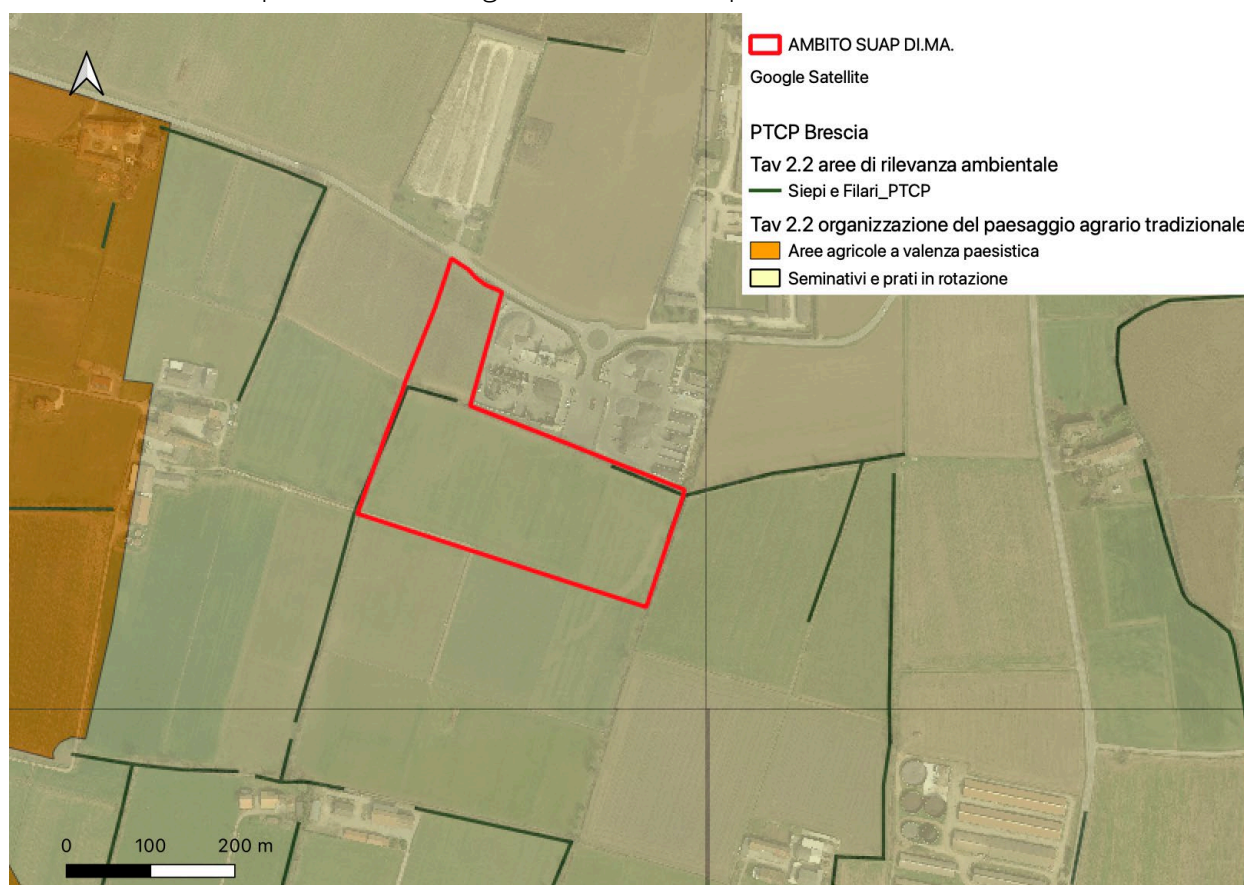 AMBITO SUAP DI.MA.
Google Satellite
PTCP Brescia
Tav 2.2 aree di rilevanza ambientale
Siepi e Filari_PTCP
Tav 2.2 organizzazione del paesaggio agrario tradizionale
Aree agricole a valenza paesistica
Seminativi e prati in rotazione
0 100 200 m